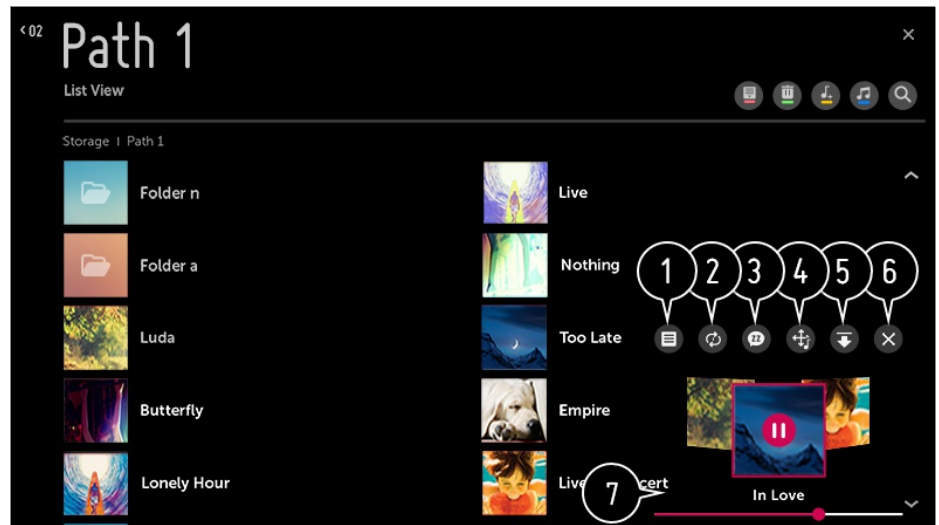 < 02
Path 1
List View
Storage | Path 1
Folder n
Live
Folder a
Nothing
1 2 3 4 5 6
Luda
Too Late
zz
Butterfly
Empire
Lonely Hour
7
In Love